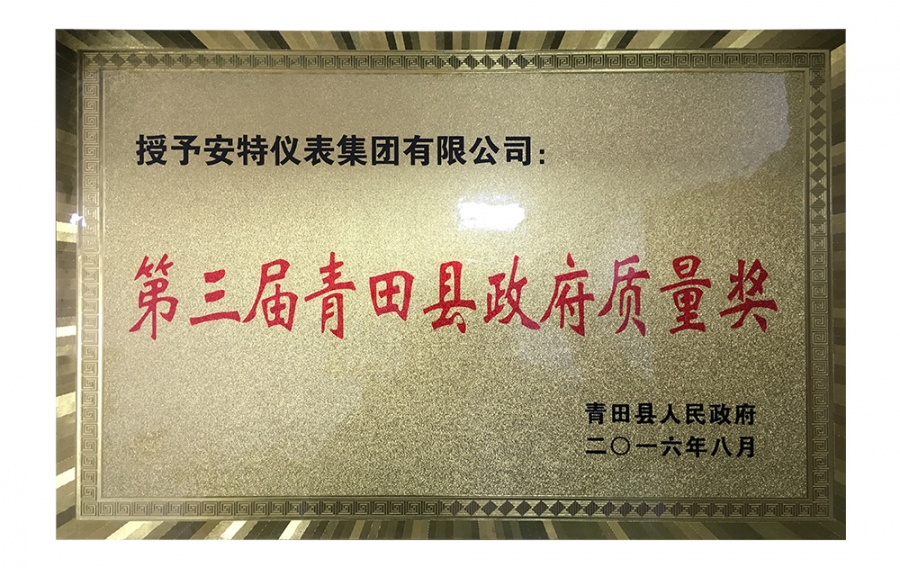 授予安特仪表集团有限公司：
第三届青田县政府质量奖
青田县人民政府
二〇一六年八月